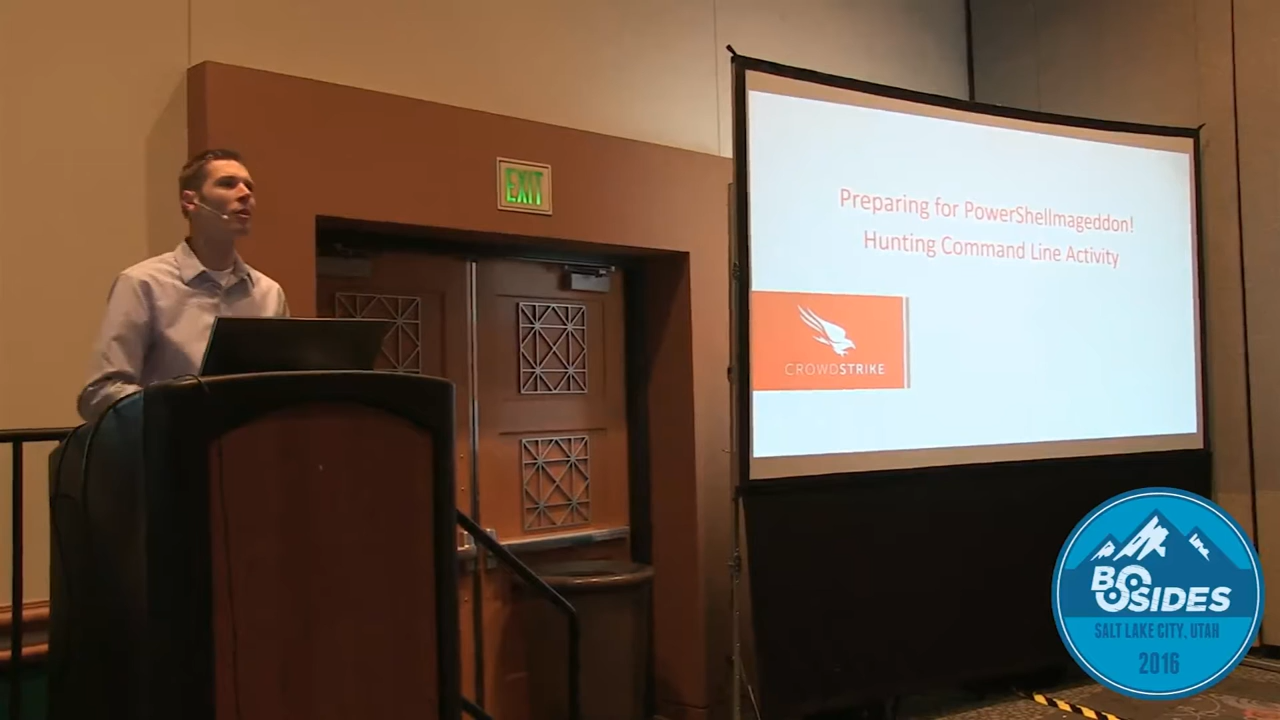 EXIT
Preparing for PowerShellmageddon!
Hunting Command Line Activity
CROWDSTRIKE
BSIDES
SALT LAKE CITY, UTAH
2016